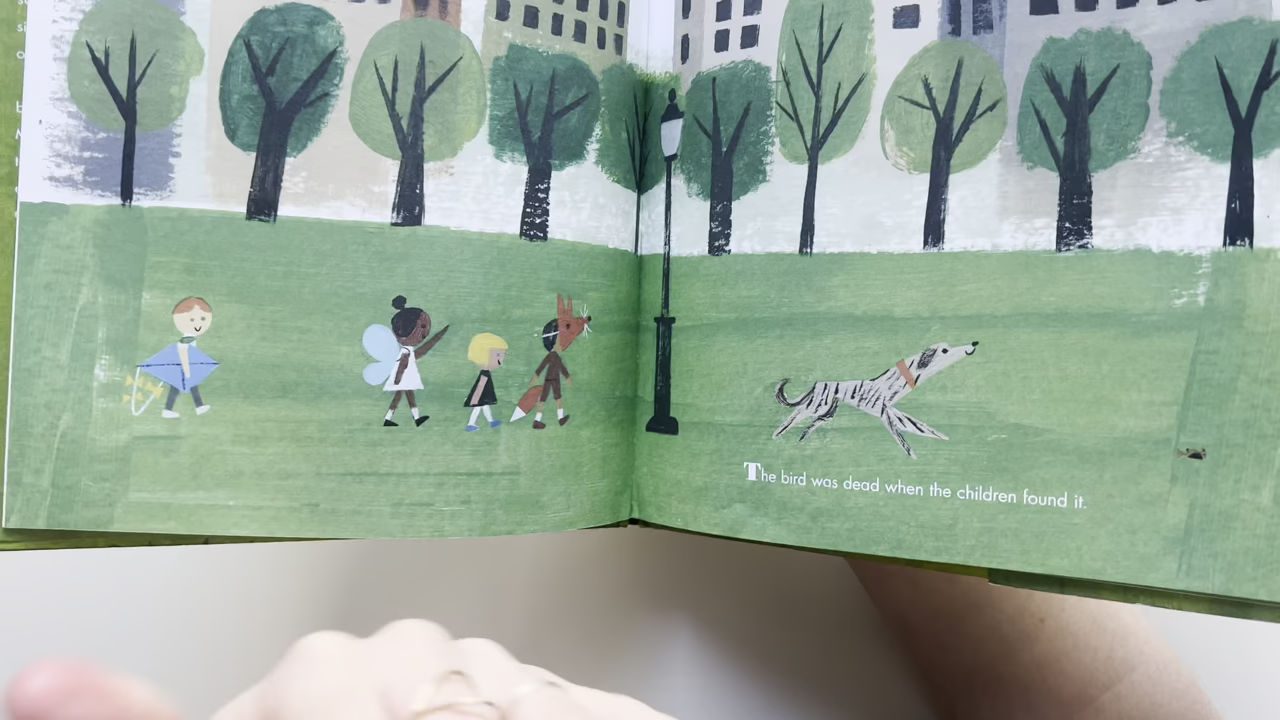 The bird was dead when the children found it.